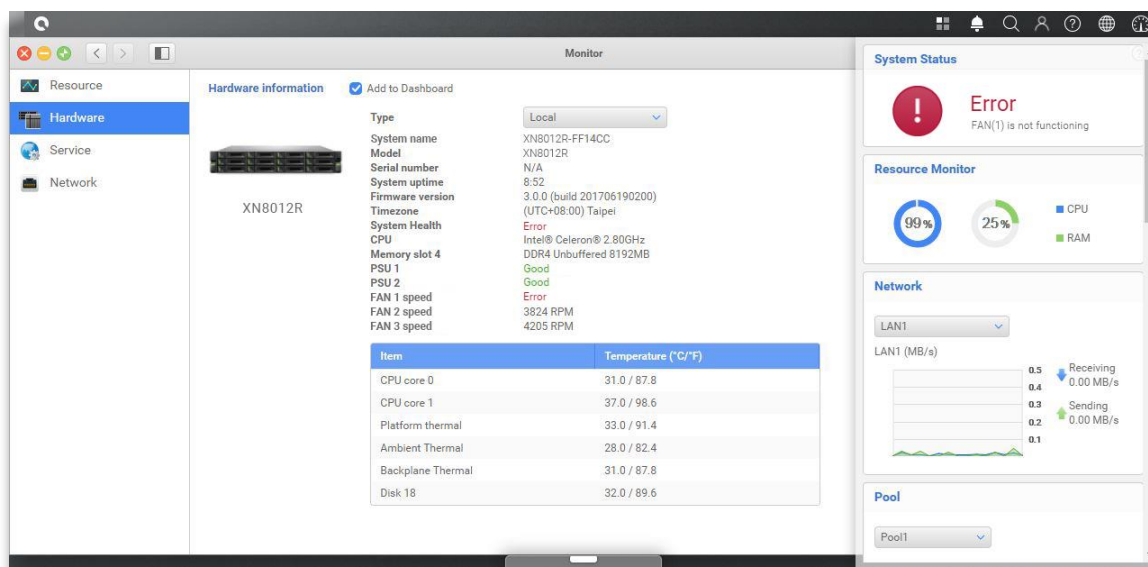 Monitor
Resource
Hardware
Service
Network
Hardware information
Add to Dashboard
XN8012R
Type Local
System name XN8012R-FF14CC
Model XN8012R
Serial number N/A
System uptime 8:52
Firmware version 3.0.0 (build 201706190200)
Timezone (UTC+08:00) Taipei
System Health Error
CPU Intel® Celeron® 2.80GHz
Memory slot 4 DDR4 Unbuffered 8192MB
PSU 1 Good
PSU 2 Good
FAN 1 speed Error
FAN 2 speed 3824 RPM
FAN 3 speed 4205 RPM
Item Temperature (°C/°F)
CPU core 0 31.0 / 87.8
CPU core 1 37.0 / 98.6
Platform thermal 33.0 / 91.4
Ambient Thermal 28.0 / 82.4
Backplane Thermal 31.0 / 87.8
Disk 18 32.0 / 89.6
System Status
Error
FAN(1) is not functioning
Resource Monitor
99%
25%
CPU
RAM
Network
LAN1
LAN1 (MB/s)
0.5
0.4
0.3
0.2
0.1
Receiving
0.00 MB/s
Sending
0.00 MB/s
Pool
Pool1